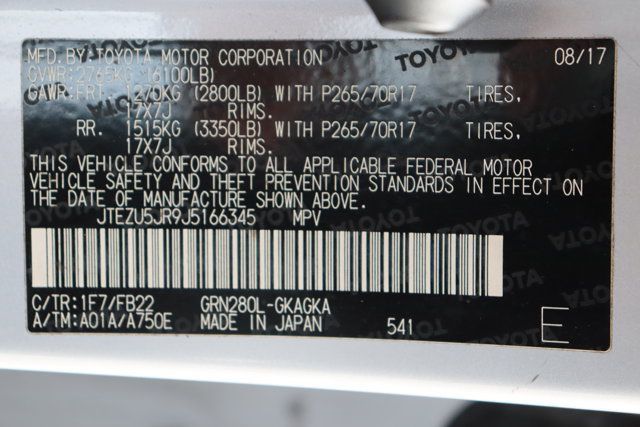 MFD.BY:TOYOTA MOTOR CORPORATION 08/17
GVWR:2765KG (6100LB)
GAWR:FRT. 1270KG (2800LB) WITH P265/70R17 TIRES,
17X7J RIMS.
RR. 1515KG (3350LB) WITH P265/70R17 TIRES,
17X7J RIMS.
THIS VEHICLE CONFORMS TO ALL APPLICABLE FEDERAL MOTOR
VEHICLE SAFETY AND THEFT PREVENTION STANDARDS IN EFFECT ON
THE DATE OF MANUFACTURE SHOWN ABOVE.
JTEZU5JR9J5166345 MPV
C/TR:1F7/FB22 GRN280L-GKAGKA
A/TM:A01A/A750E MADE IN JAPAN 541 E
TOYOTA